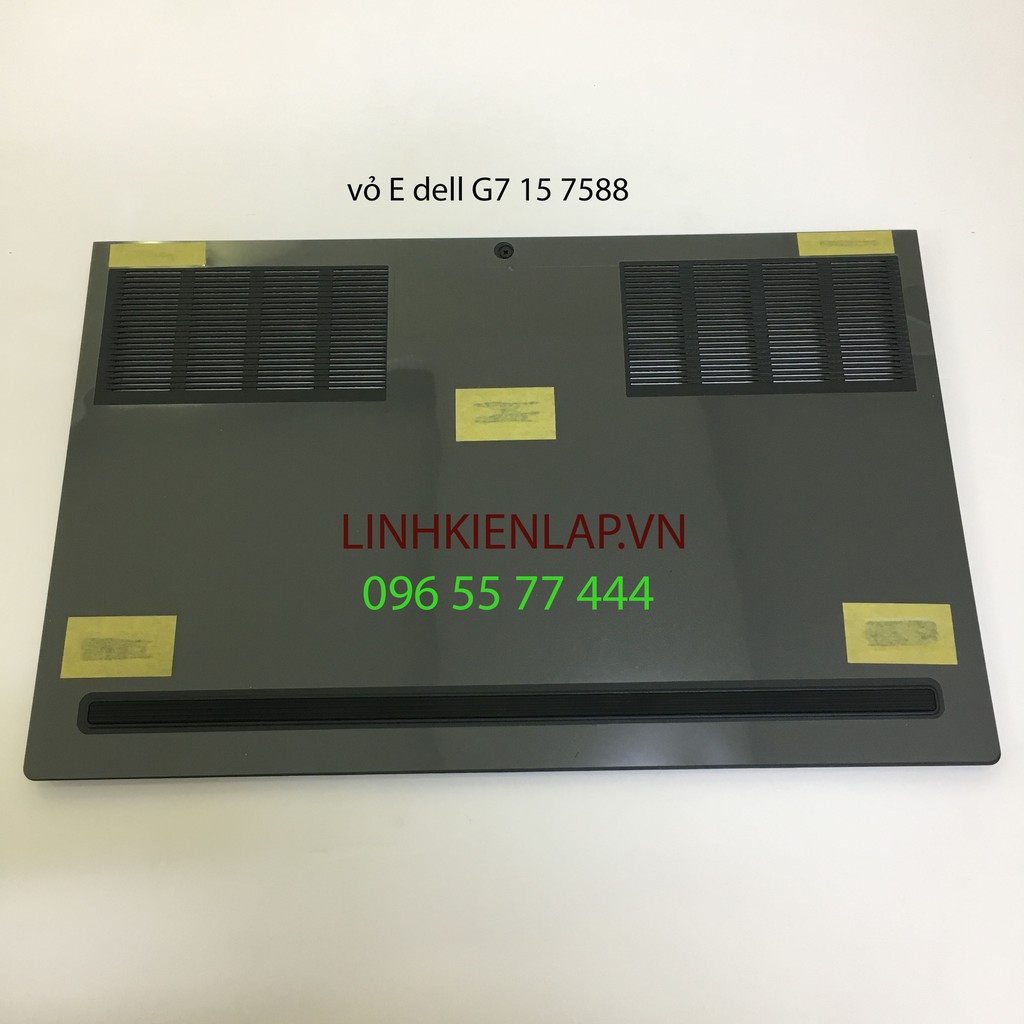 vỏ E dell G7 15 7588
LINHKIENLAP.VN
096 55 77 444